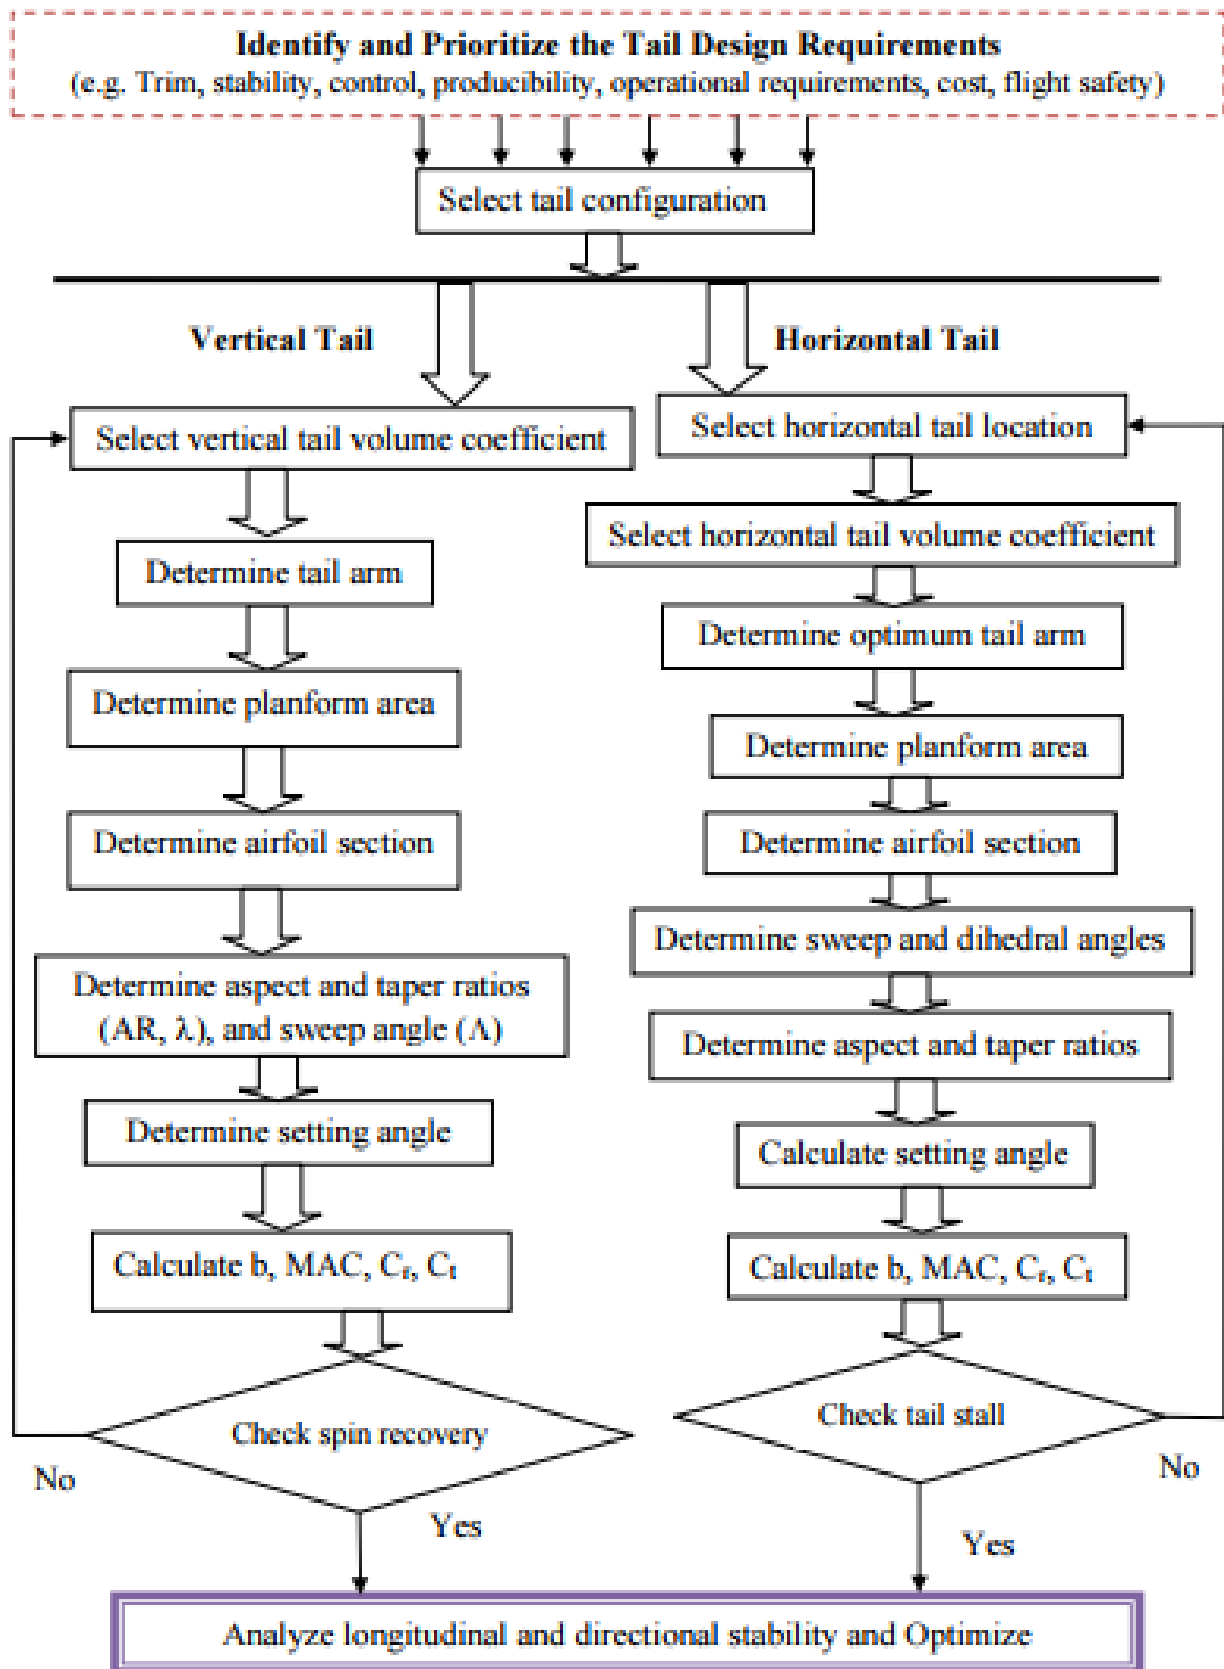 Identify and Prioritize the Tail Design Requirements
(e.g. Trim, stability, control, producibility, operational requirements, cost, flight safety)
Select tail configuration
Vertical Tail
Select vertical tail volume coefficient
Determine tail arm
Determine planform area
Determine airfoil section
Determine aspect and taper ratios
(AR, λ), and sweep angle (Λ)
Determine setting angle
Calculate b, MAC, Cr, Ct
Check spin recovery
No
Yes
Horizontal Tail
Select horizontal tail location
Select horizontal tail volume coefficient
Determine optimum tail arm
Determine planform area
Determine airfoil section
Determine sweep and dihedral angles
Determine aspect and taper ratios
Calculate setting angle
Calculate b, MAC, Cr, Ct
Check tail stall
No
Yes
Analyze longitudinal and directional stability and Optimize